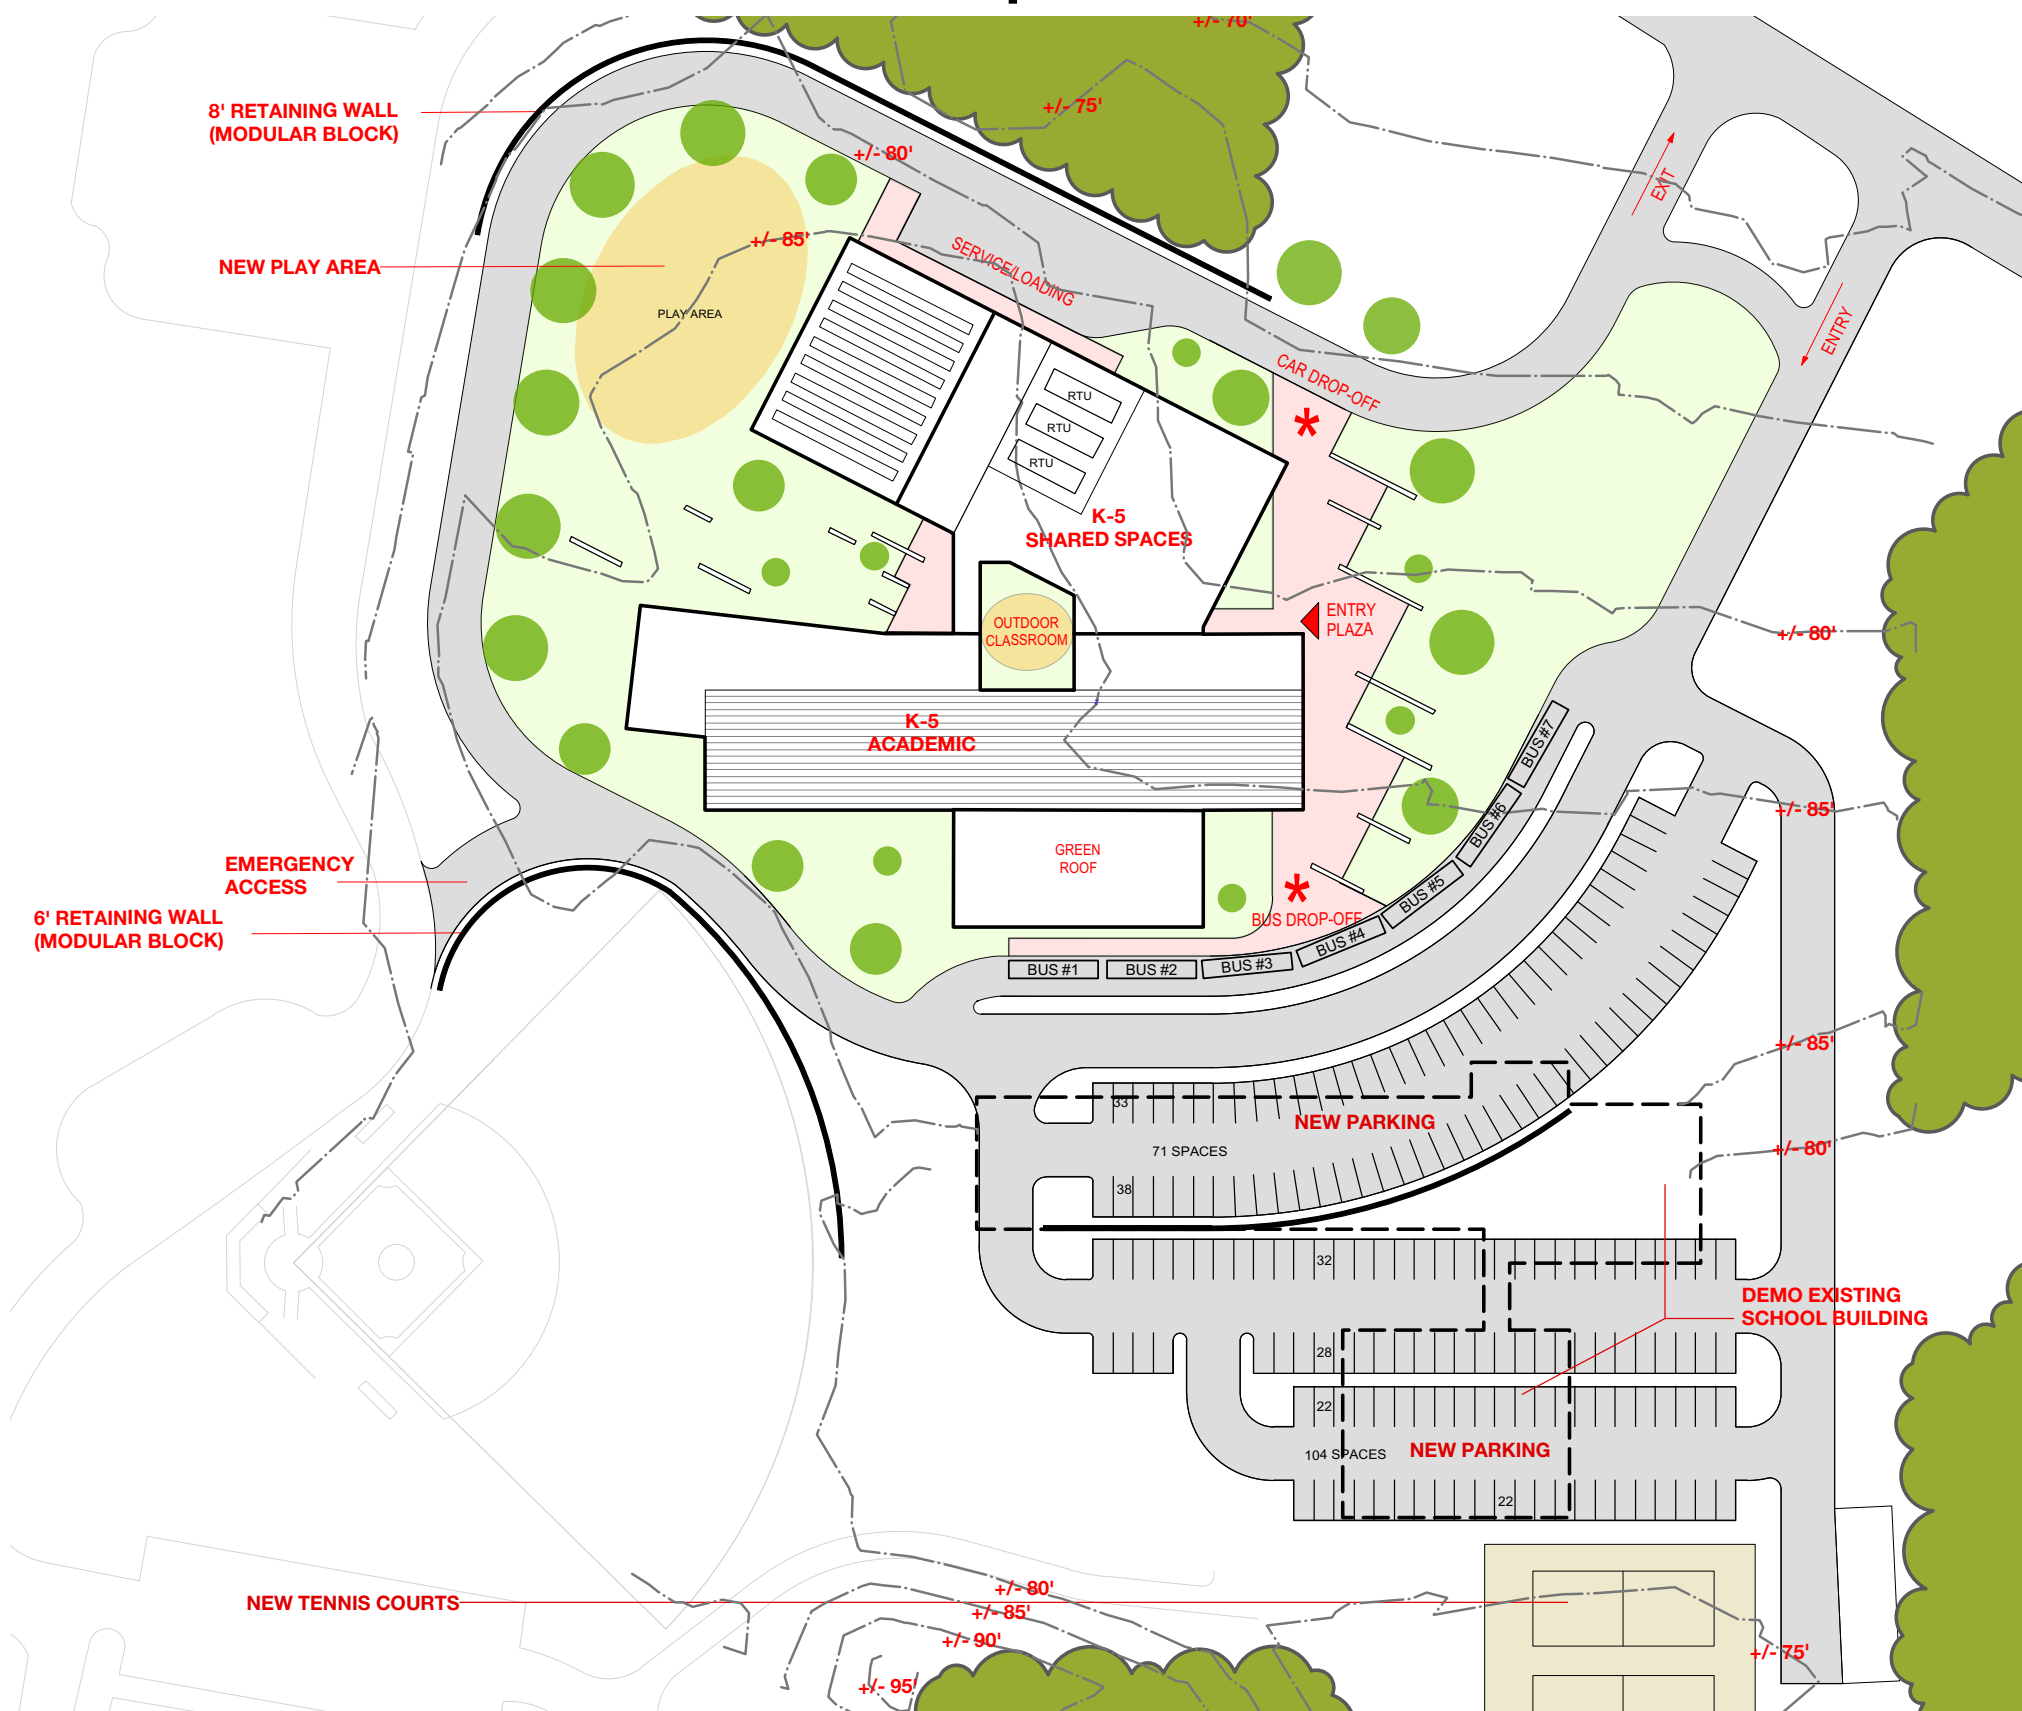 +/- 70'
+/- 75'
8' RETAINING WALL
(MODULAR BLOCK)
+/- 80'
EXIT
+/- 85'
SERVICE/LOADING
NEW PLAY AREA
PLAY AREA
ENTRY
CAR DROP-OFF
*
RTU
RTU
RTU
K-5
SHARED SPACES
ENTRY
PLAZA
OUTDOOR
CLASSROOM
+/- 80'
K-5
ACADEMIC
BUS #7
+/- 85'
BUS #6
GREEN
ROOF
EMERGENCY
ACCESS
6' RETAINING WALL
(MODULAR BLOCK)
*
BUS DROP-OFF
BUS #5
BUS #4
BUS #3
BUS #2
BUS #1
+/- 85'
33
NEW PARKING
71 SPACES
+/- 80'
38
32
DEMO EXISTING
SCHOOL BUILDING
28
22
104 SPACES
NEW PARKING
22
+/- 80'
NEW TENNIS COURTS
+/- 85'
+/- 90'
+/- 75'
+/- 95'